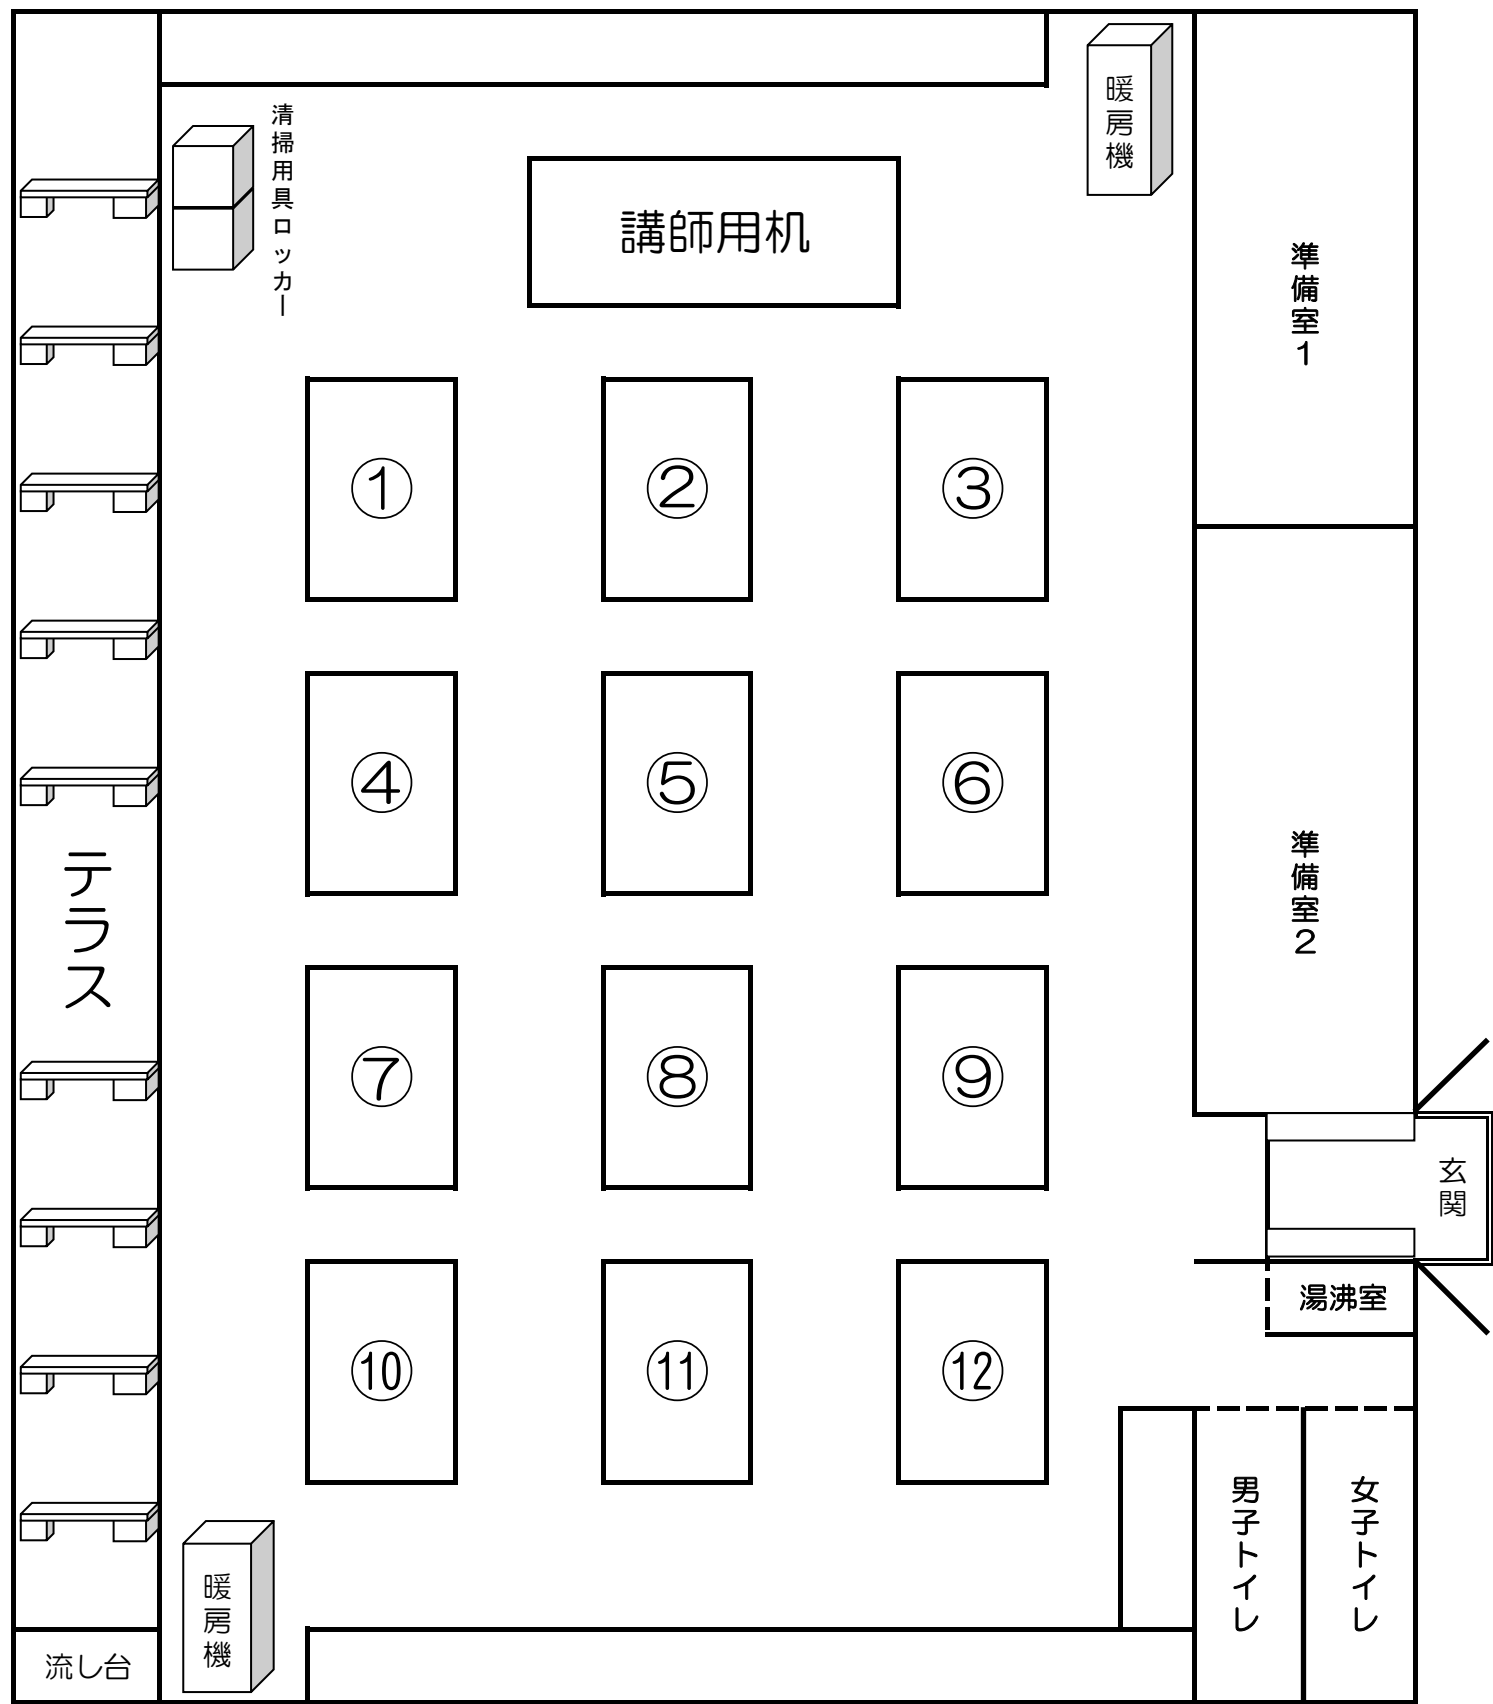 清掃用具ロッカー
暖房機
講師用机
準備室1
①
②
③
④
⑤
⑥
準備室2
テラス
⑦
⑧
⑨
玄関
湯沸室
⑩
⑪
⑫
男子トイレ
女子トイレ
暖房機
流し台